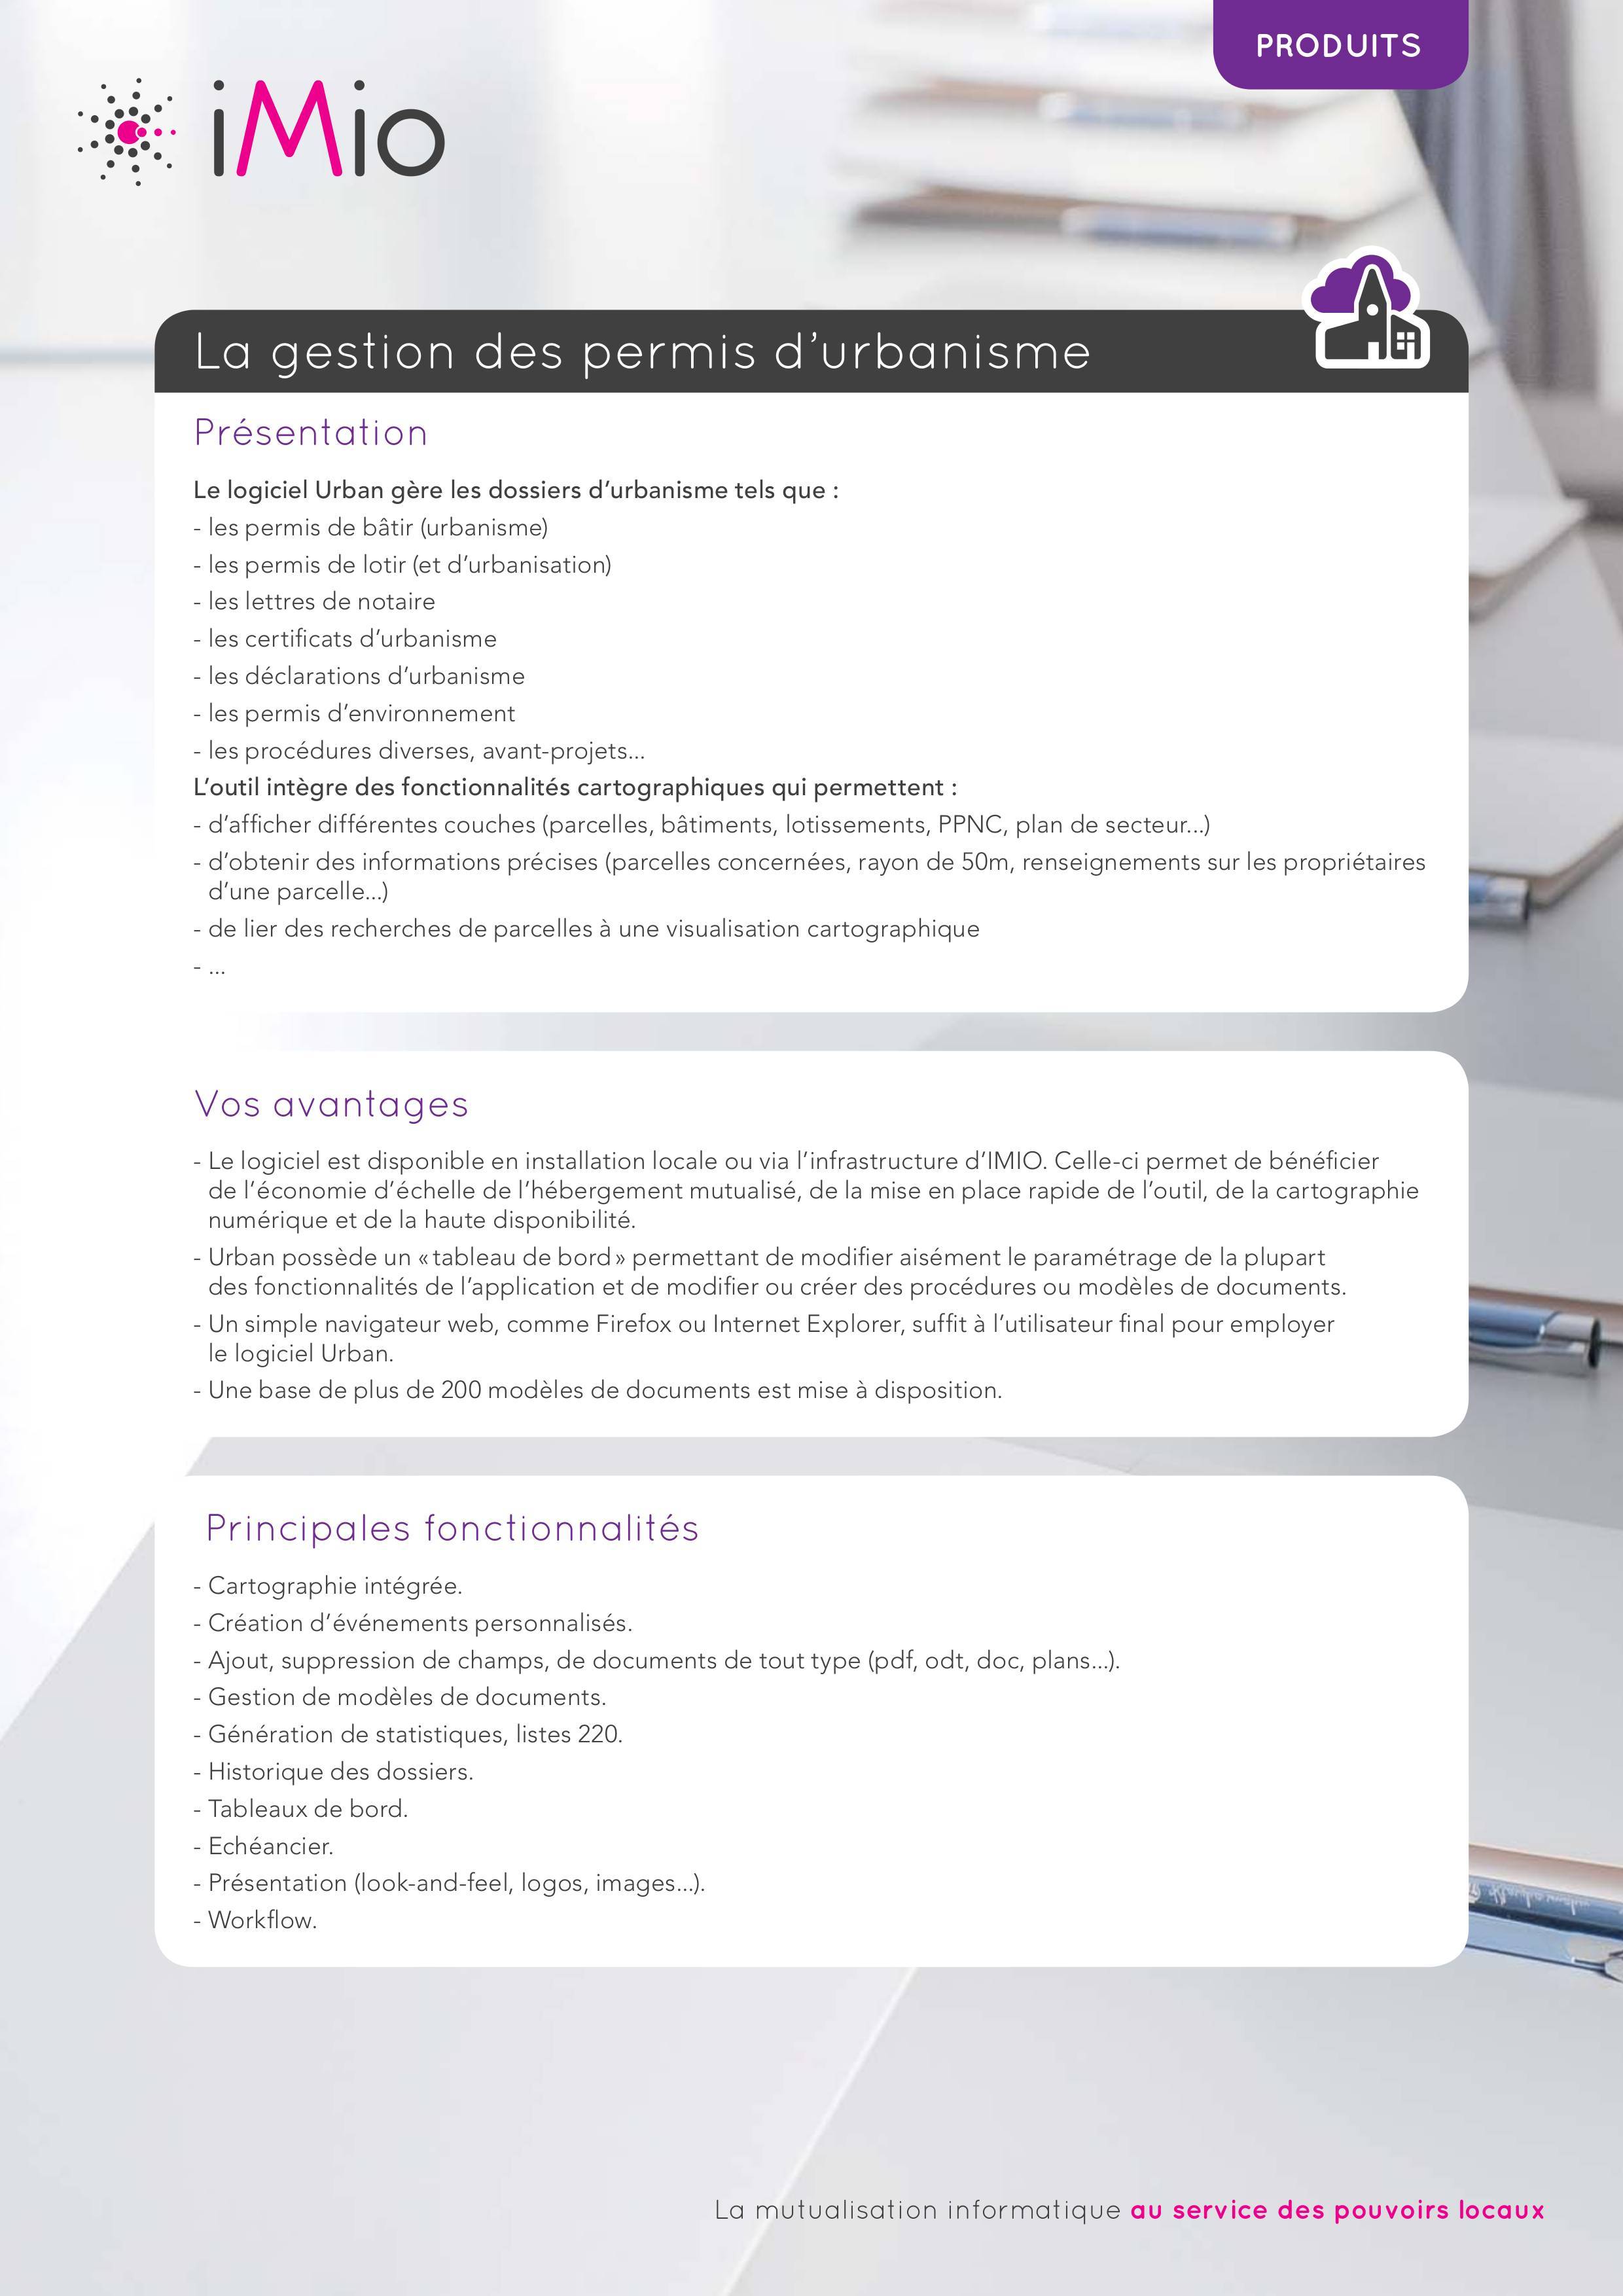 PRODUITS
iMio
La gestion des permis d’urbanisme
Présentation
Le logiciel Urban gère les dossiers d’urbanisme tels que :
- les permis de bâtir (urbanisme)
- les permis de lotir (et d’urbanisation)
- les lettres de notaire
- les certificats d’urbanisme
- les déclarations d’urbanisme
- les permis d’environnement
- les procédures diverses, avant-projets...
L’outil intègre des fonctionnalités cartographiques qui permettent :
- d’afficher différentes couches (parcelles, bâtiments, lotissements, PPNC, plan de secteur...)
- d’obtenir des informations précises (parcelles concernées, rayon de 50m, renseignements sur les propriétaires
d’une parcelle...)
- de lier des recherches de parcelles à une visualisation cartographique
- ...
Vos avantages
- Le logiciel est disponible en installation locale ou via l’infrastructure d’IMIO. Celle-ci permet de bénéficier
de l’économie d’échelle de l’hébergement mutualisé, de la mise en place rapide de l’outil, de la cartographie
numérique et de la haute disponibilité.
- Urban possède un « tableau de bord » permettant de modifier aisément le paramétrage de la plupart
des fonctionnalités de l’application et de modifier ou créer des procédures ou modèles de documents.
- Un simple navigateur web, comme Firefox ou Internet Explorer, suffit à l’utilisateur final pour employer
le logiciel Urban.
- Une base de plus de 200 modèles de documents est mise à disposition.
Principales fonctionnalités
- Cartographie intégrée.
- Création d’événements personnalisés.
- Ajout, suppression de champs, de documents de tout type (pdf, odt, doc, plans...).
- Gestion de modèles de documents.
- Génération de statistiques, listes 220.
- Historique des dossiers.
- Tableaux de bord.
- Echéancier.
- Présentation (look-and-feel, logos, images...).
- Workflow.
La mutualisation informatique au service des pouvoirs locaux